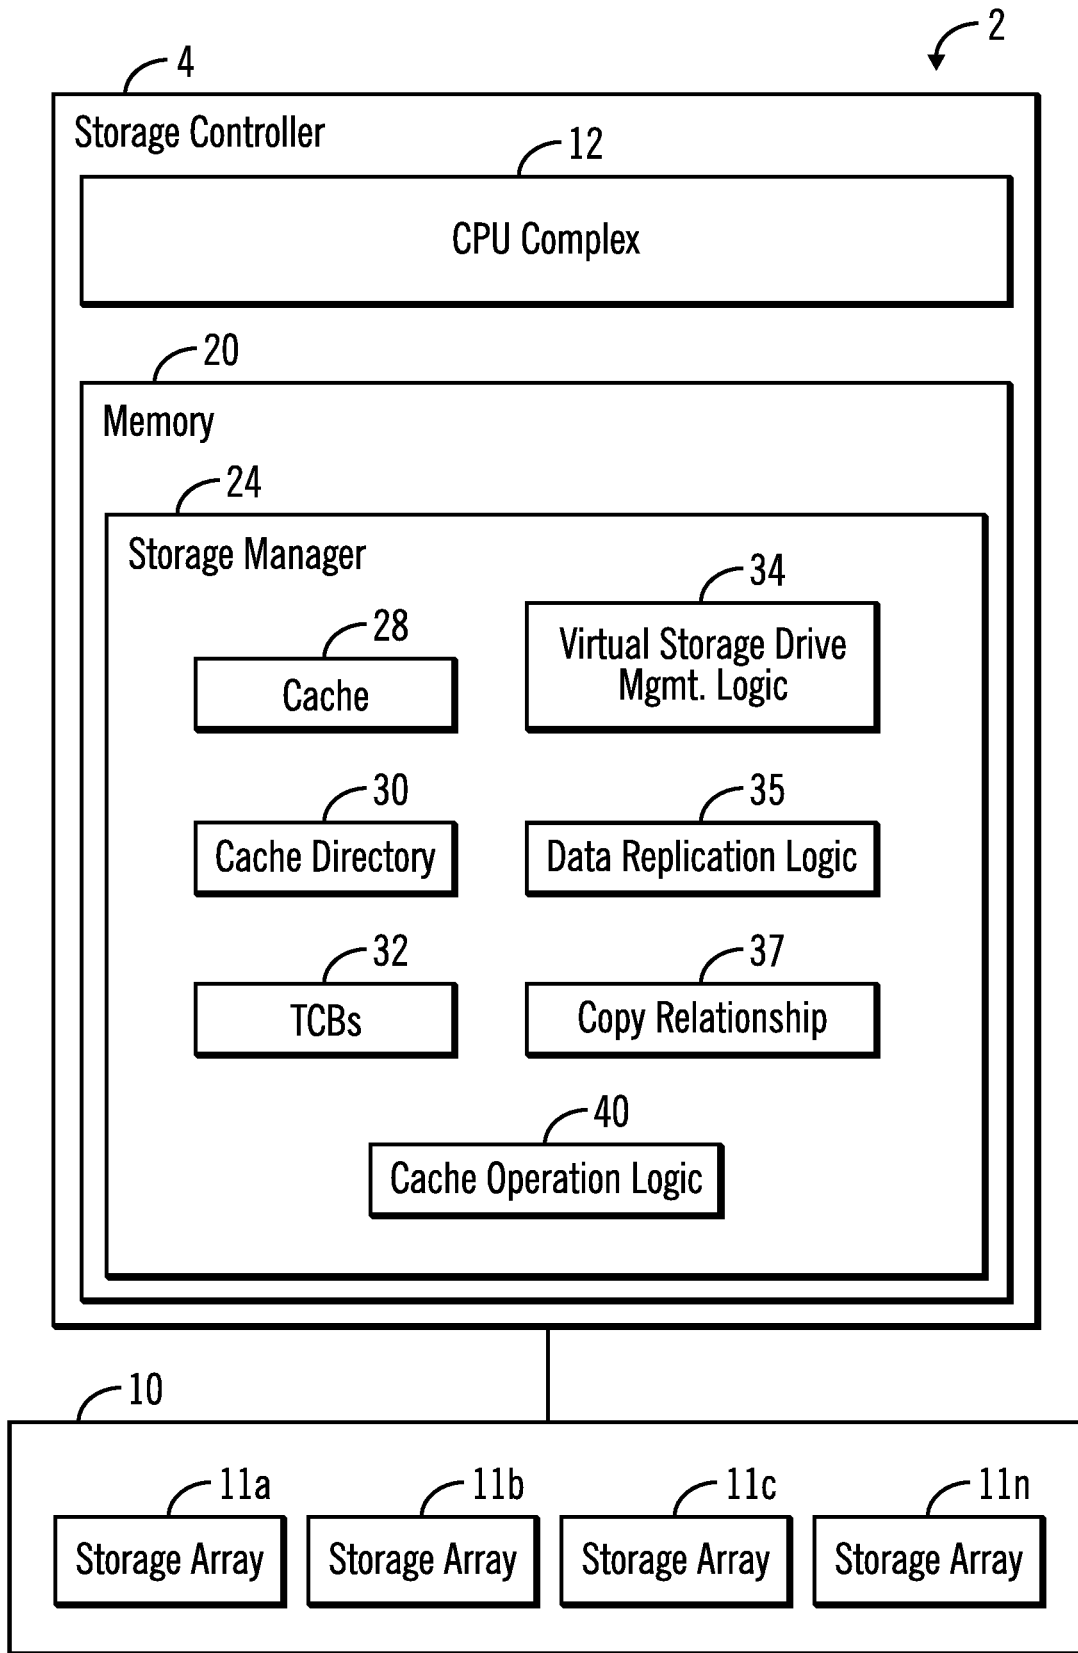 2
4
Storage Controller
12
CPU Complex
20
Memory
24
Storage Manager
34
Virtual Storage Drive
Mgmt. Logic
28
Cache
30
Cache Directory
35
Data Replication Logic
32
TCBs
37
Copy Relationship
40
Cache Operation Logic
10
11a
Storage Array
11b
Storage Array
11c
Storage Array
11n
Storage Array